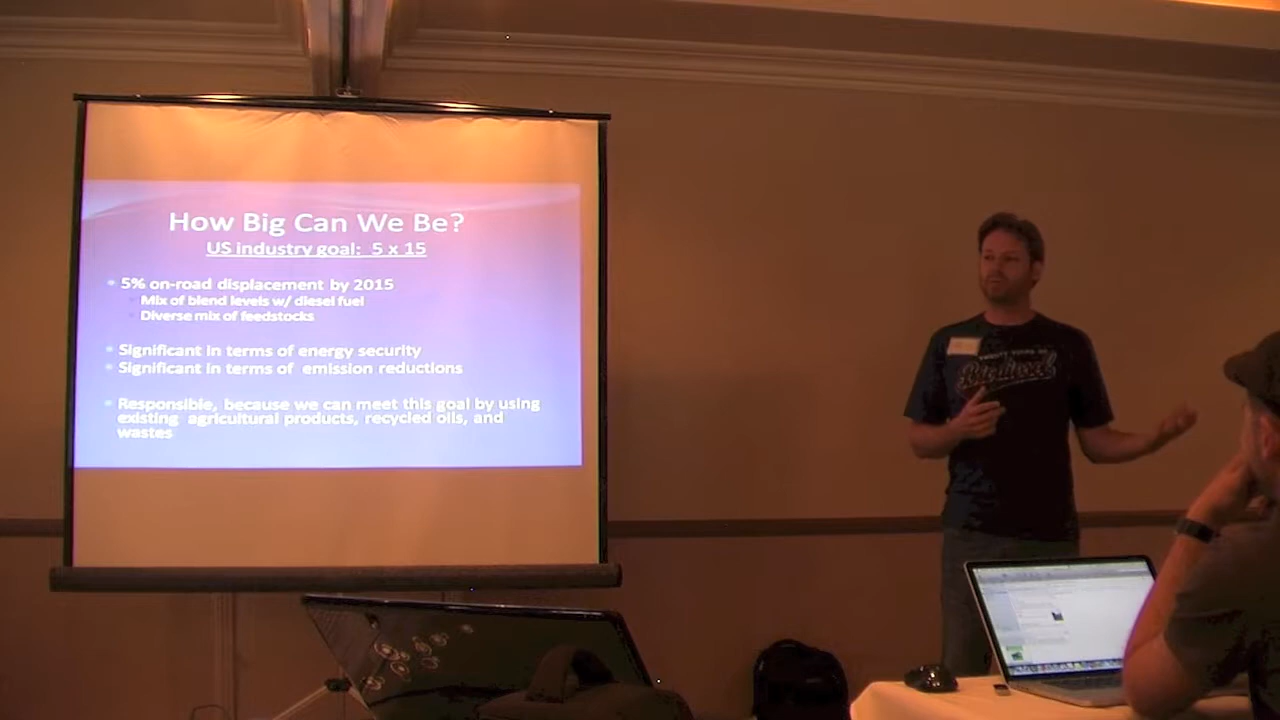 How Big Can We Be?
US industry goal: 5 x 15
5% on-road displacement by 2015
Mix of blend levels w/ diesel fuel
Diverse mix of feedstocks
Significant in terms of energy security
Significant in terms of emission reductions
Responsible, because we can meet this goal by using
existing agricultural products, recycled oils, and
wastes
Biodiesel